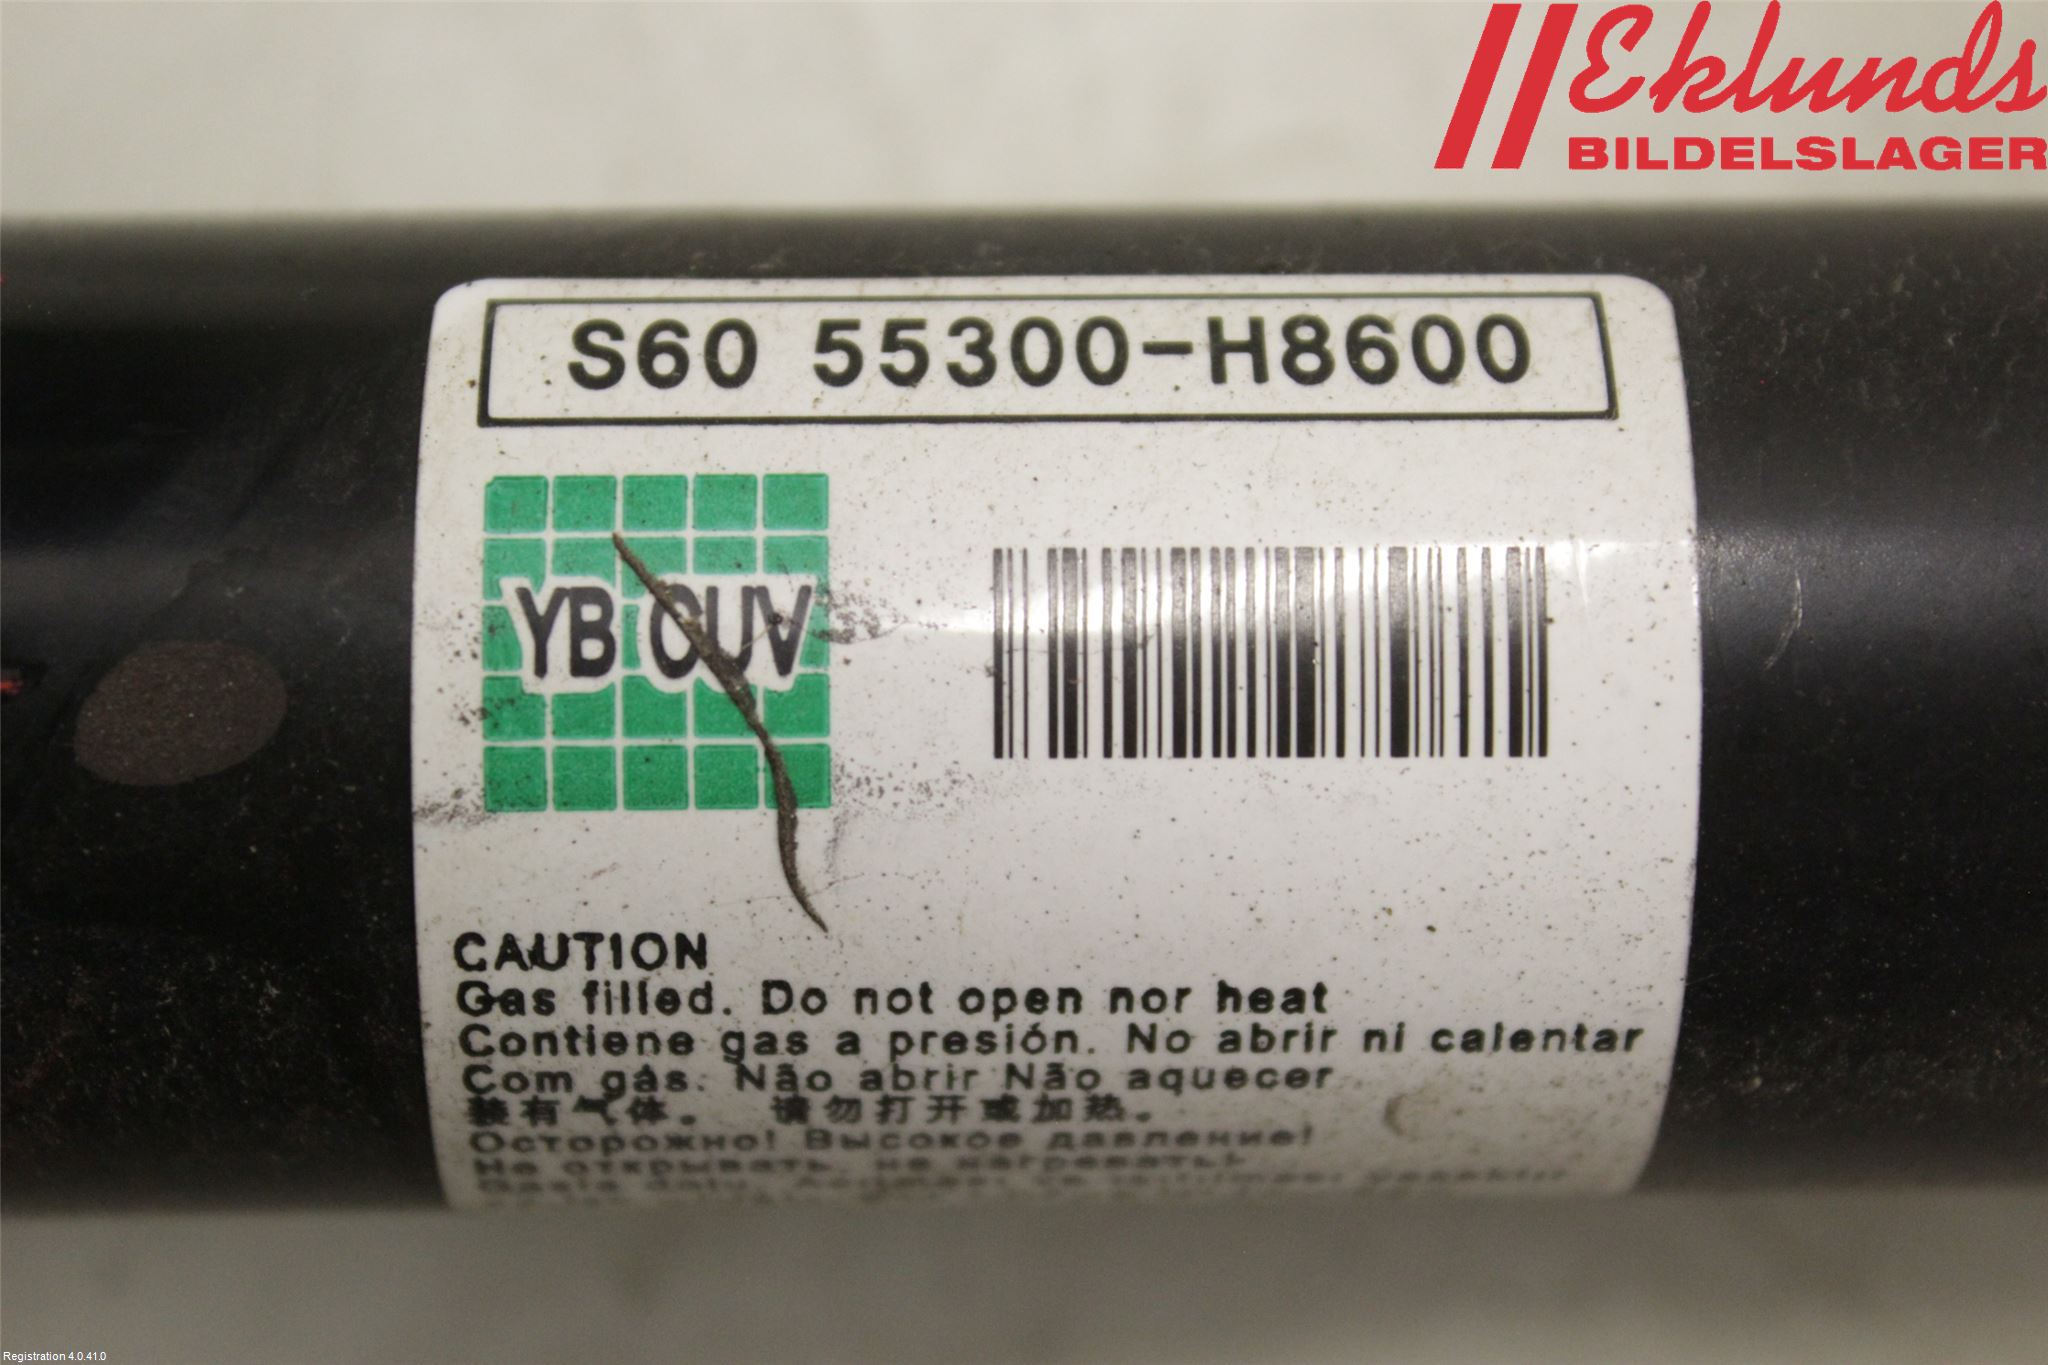 Eklunds
BILDELSLAGER
S60 55300-H8600
YB CUV
CAUTION
Gas filled. Do not open nor heat
Contiene gas a presión. No abrir ni calentar
Com gás. Não abrir Não aquecer
装有气体。 请勿打开或加热。
Осторожно! Высокое давление!
Не открывать, не нагревать!
Registration 4.0.41.0